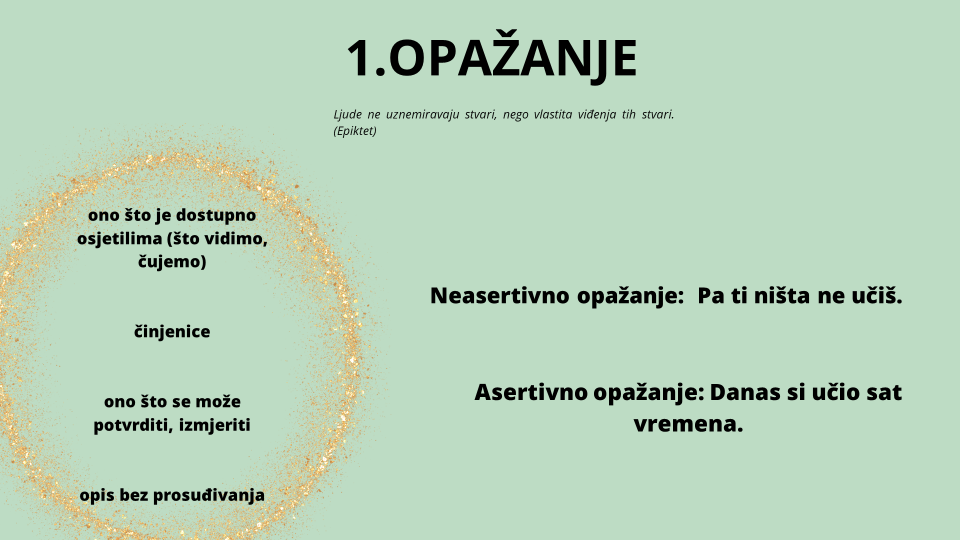 1.OPAŽANJE
Ljude ne uznemiravaju stvari, nego vlastita viđenja tih stvari.
(Epiktet)
ono što je dostupno
osjetilima (što vidimo,
čujemo)
činjenice
ono što se može
potvrditi, izmjeriti
opis bez prosuđivanja
Neasertivno opažanje: Pa ti ništa ne učiš.
Asertivno opažanje: Danas si učio sat
vremena.